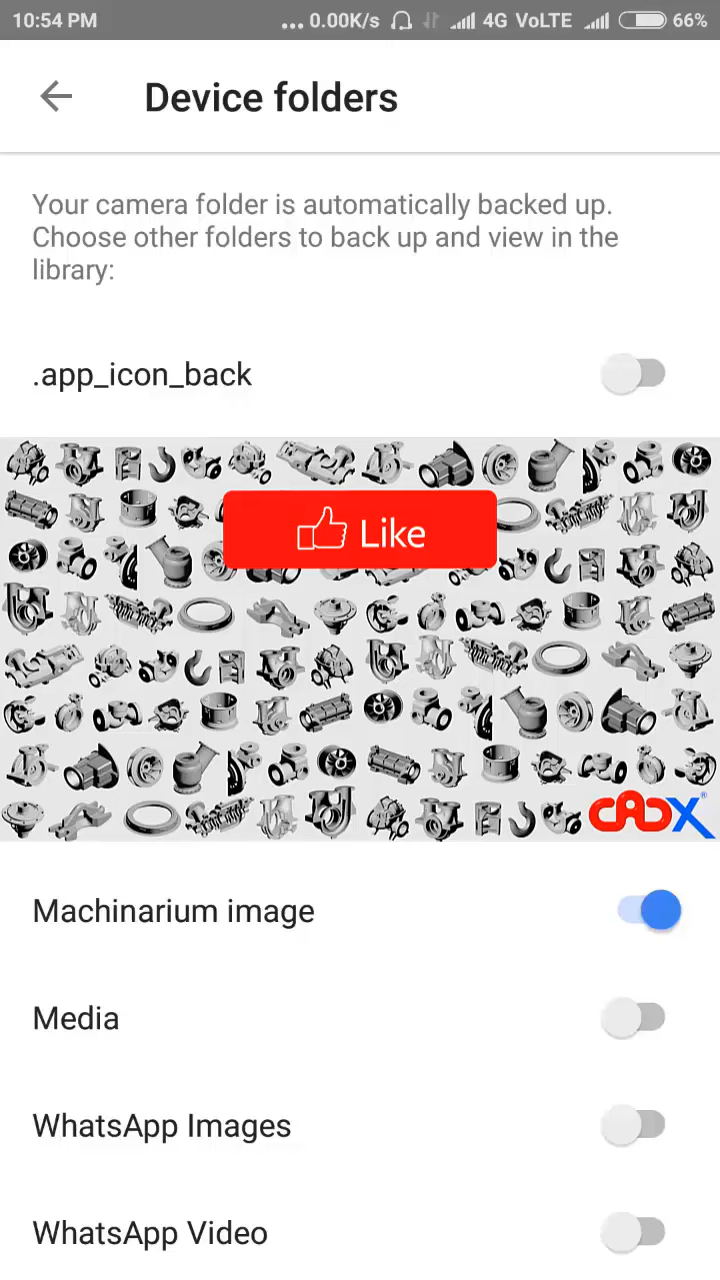 10:54 PM
... 0.00K/s 4G VoLTE 66%
Device folders
Your camera folder is automatically backed up.
Choose other folders to back up and view in the
library:
.app_icon_back
Like
CADX®
Machinarium image
Media
WhatsApp Images
WhatsApp Video